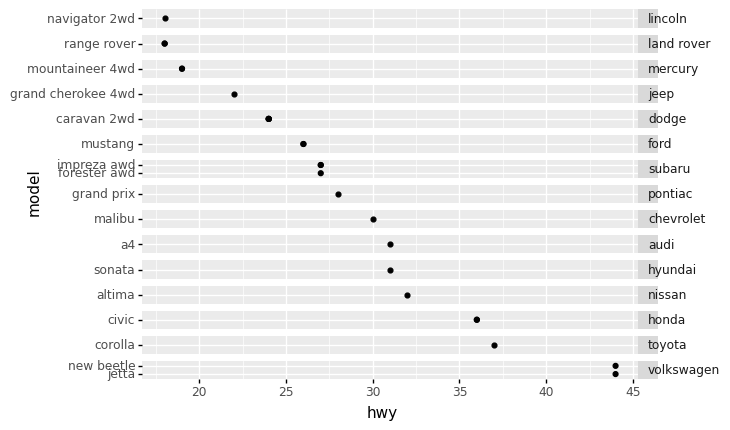 navigator 2wd lincoln
range rover land rover
mountaineer 4wd mercury
grand cherokee 4wd jeep
caravan 2wd dodge
mustang ford
impreza awd
forester awd subaru
grand prix pontiac
malibu chevrolet
a4 audi
sonata hyundai
altima nissan
civic honda
corolla toyota
new beetle
jetta volkswagen
model
20 25 30 35 40 45
hwy